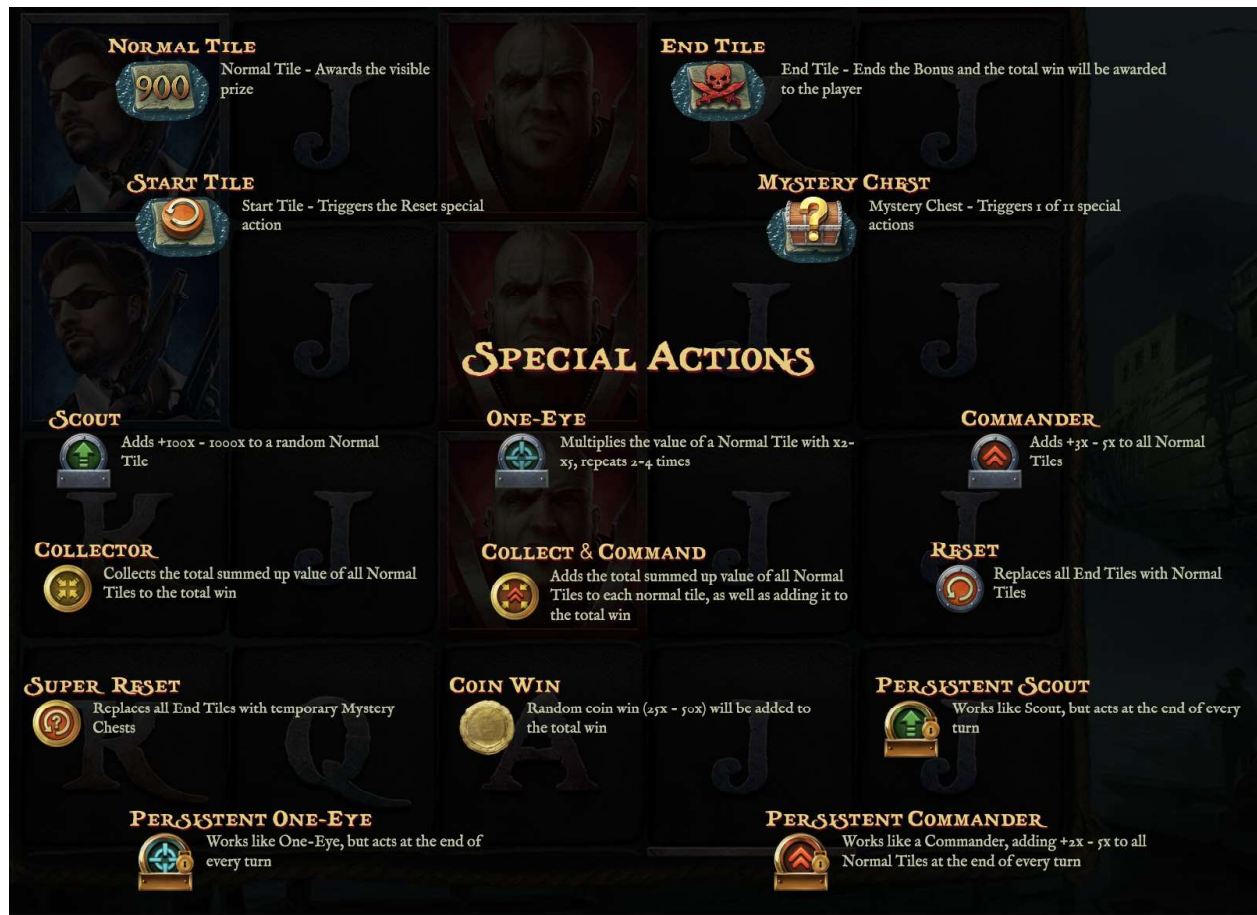 NORMAL TILE
900
Normal Tile - Awards the visible
prize
END TILE
End Tile - Ends the Bonus and the total win will be awarded
to the player
START TILE
Start Tile - Triggers the Reset special
action
MYSTERY CHEST
?
Mystery Chest - Triggers 1 of 11 special
actions
SPECIAL ACTIONS
SCOUT
Adds +100x - 1000x to a random Normal
Tile
ONE-EYE
Multiplies the value of a Normal Tile with x2-
x5, repeats 2-4 times
COMMANDER
Adds +3x - 5x to all Normal
Tiles
COLLECTOR
Collects the total summed up value of all Normal
Tiles to the total win
COLLECT & COMMAND
Adds the total summed up value of all Normal
Tiles to each normal tile, as well as adding it to
the total win
RESET
Replaces all End Tiles with Normal
Tiles
SUPER RESET
?
Replaces all End Tiles with temporary Mystery
Chests
COIN WIN
Random coin win (25x - 50x) will be added to
the total win
PERSISTENT SCOUT
Works like Scout, but acts at the end of every
turn
PERSISTENT ONE-EYE
Works like One-Eye, but acts at the end of
every turn
PERSISTENT COMMANDER
Works like a Commander, adding +2x - 5x to all
Normal Tiles at the end of every turn
J
K
J
J
J
J
K
J
J
J
K
Q
A
J
J